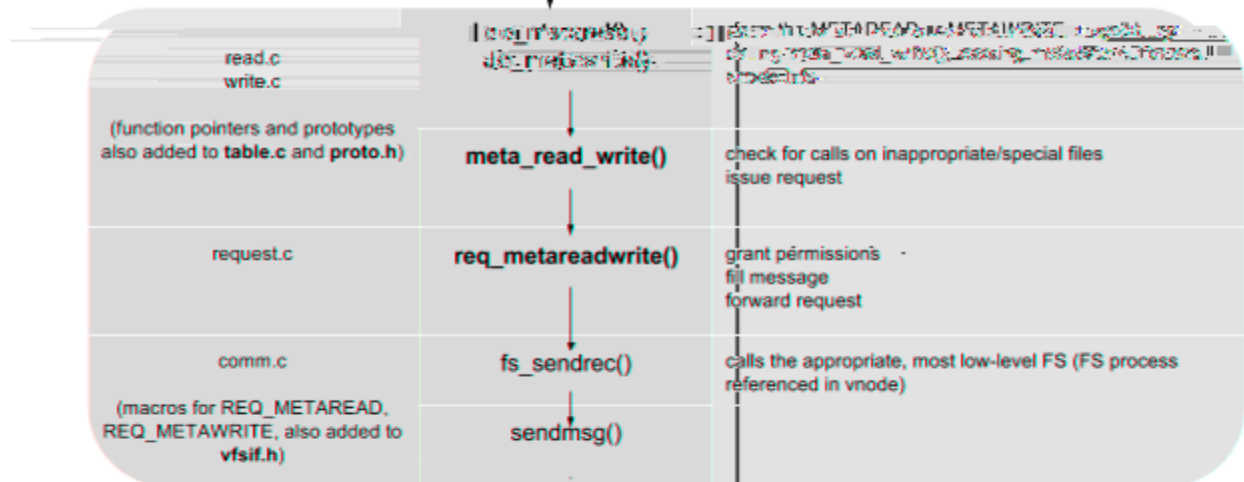 read.c
write.c
(function pointers and prototypes
also added to table.c and proto.h)
meta_read_write()
check for calls on inappropriate/special files
issue request
request.c
req_metareadwrite()
grant permissions
fill message
forward request
comm.c
(macros for REQ_METAREAD,
REQ_METAWRITE, also added to
vfsif.h)
fs_sendrec()
calls the appropriate, most low-level FS (FS process
referenced in vnode)
sendmsg()